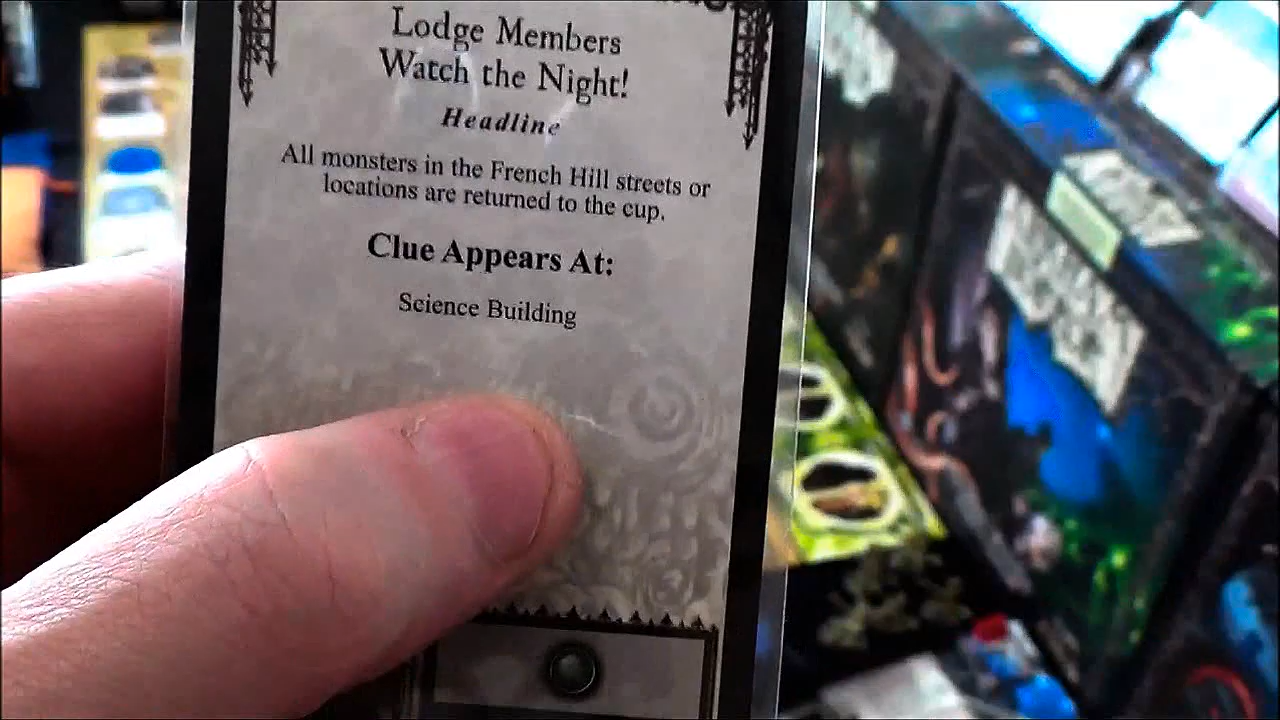 Lodge Members
Watch the Night!
Headline
All monsters in the French Hill streets or
locations are returned to the cup.
Clue Appears At:
Science Building